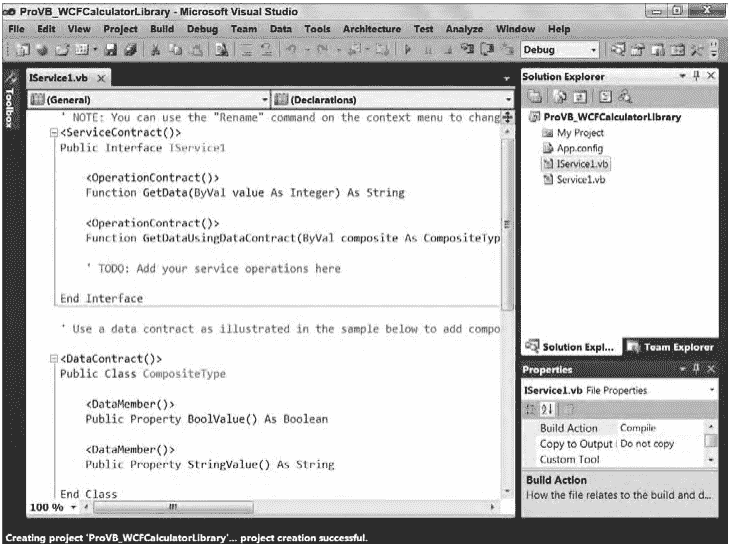 ProVB_WCFCalculatorLibrary - Microsoft Visual Studio
File Edit View Project Build Debug Team Data Tools Architecture Test Analyze Window Help
Debug
Toolbox
IService1.vb
(General)
(Declarations)
' NOTE: You can use the "Rename" command on the context menu to chang
<ServiceContract()>
Public Interface IService1
<OperationContract()>
Function GetData(ByVal value As Integer) As String
<OperationContract()>
Function GetDataUsingDataContract(ByVal composite As CompositeTyp
' TODO: Add your service operations here
End Interface
' Use a data contract as illustrated in the sample below to add compo
<DataContract()>
Public Class CompositeType
<DataMember()>
Public Property BoolValue() As Boolean
<DataMember()>
Public Property StringValue() As String
End Class
100 %
Solution Explorer
ProVB_WCFCalculatorLibrary
My Project
App.config
IService1.vb
Service1.vb
Solution Expl...
Team Explorer
Properties
IService1.vb File Properties
Build Action Compile
Copy to Output Do not copy
Custom Tool
Build Action
How the file relates to the build and d...
Creating project 'ProVB_WCFCalculatorLibrary'... project creation successful.